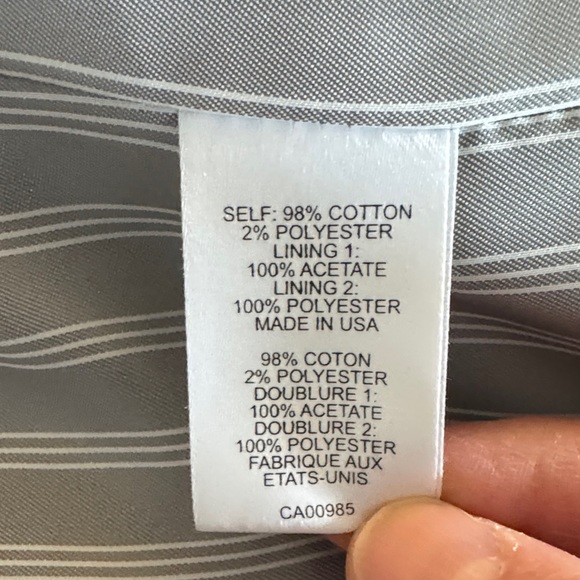 SELF: 98% COTTON
2% POLYESTER
LINING 1:
100% ACETATE
LINING 2:
100% POLYESTER
MADE IN USA
98% COTON
2% POLYESTER
DOUBLURE 1:
100% ACETATE
DOUBLURE 2:
100% POLYESTER
FABRIQUE AUX
ETATS-UNIS
CA00985